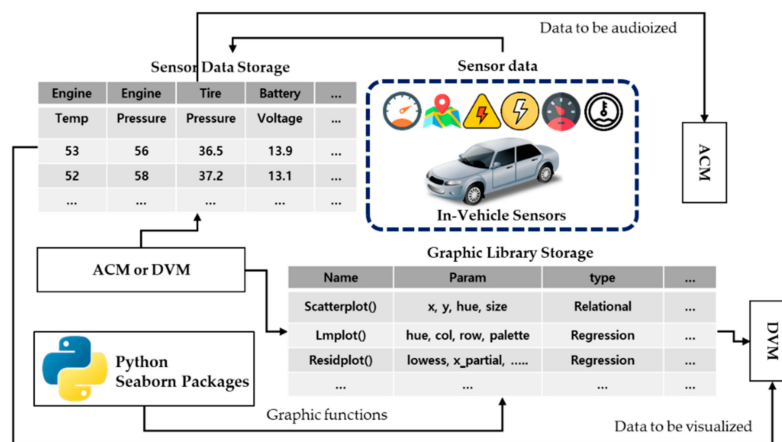 Data to be audioized
Sensor Data Storage
Sensor data
Engine Engine Tire Battery ...
Temp Pressure Pressure Voltage ...
53 56 36.5 13.9 ...
52 58 37.2 13.1 ...
... ... ... ... ...
ACM
In-Vehicle Sensors
ACM or DVM
Graphic Library Storage
Name Param type ...
Scatterplot() x, y, hue, size Relational
Lmplot() hue, col, row, palette Regression ...
Residplot() lowess, x_partial, ..... Regression ...
... ... ... ...
DVM
Python
Seaborn Packages
Graphic functions
Data to be visualized